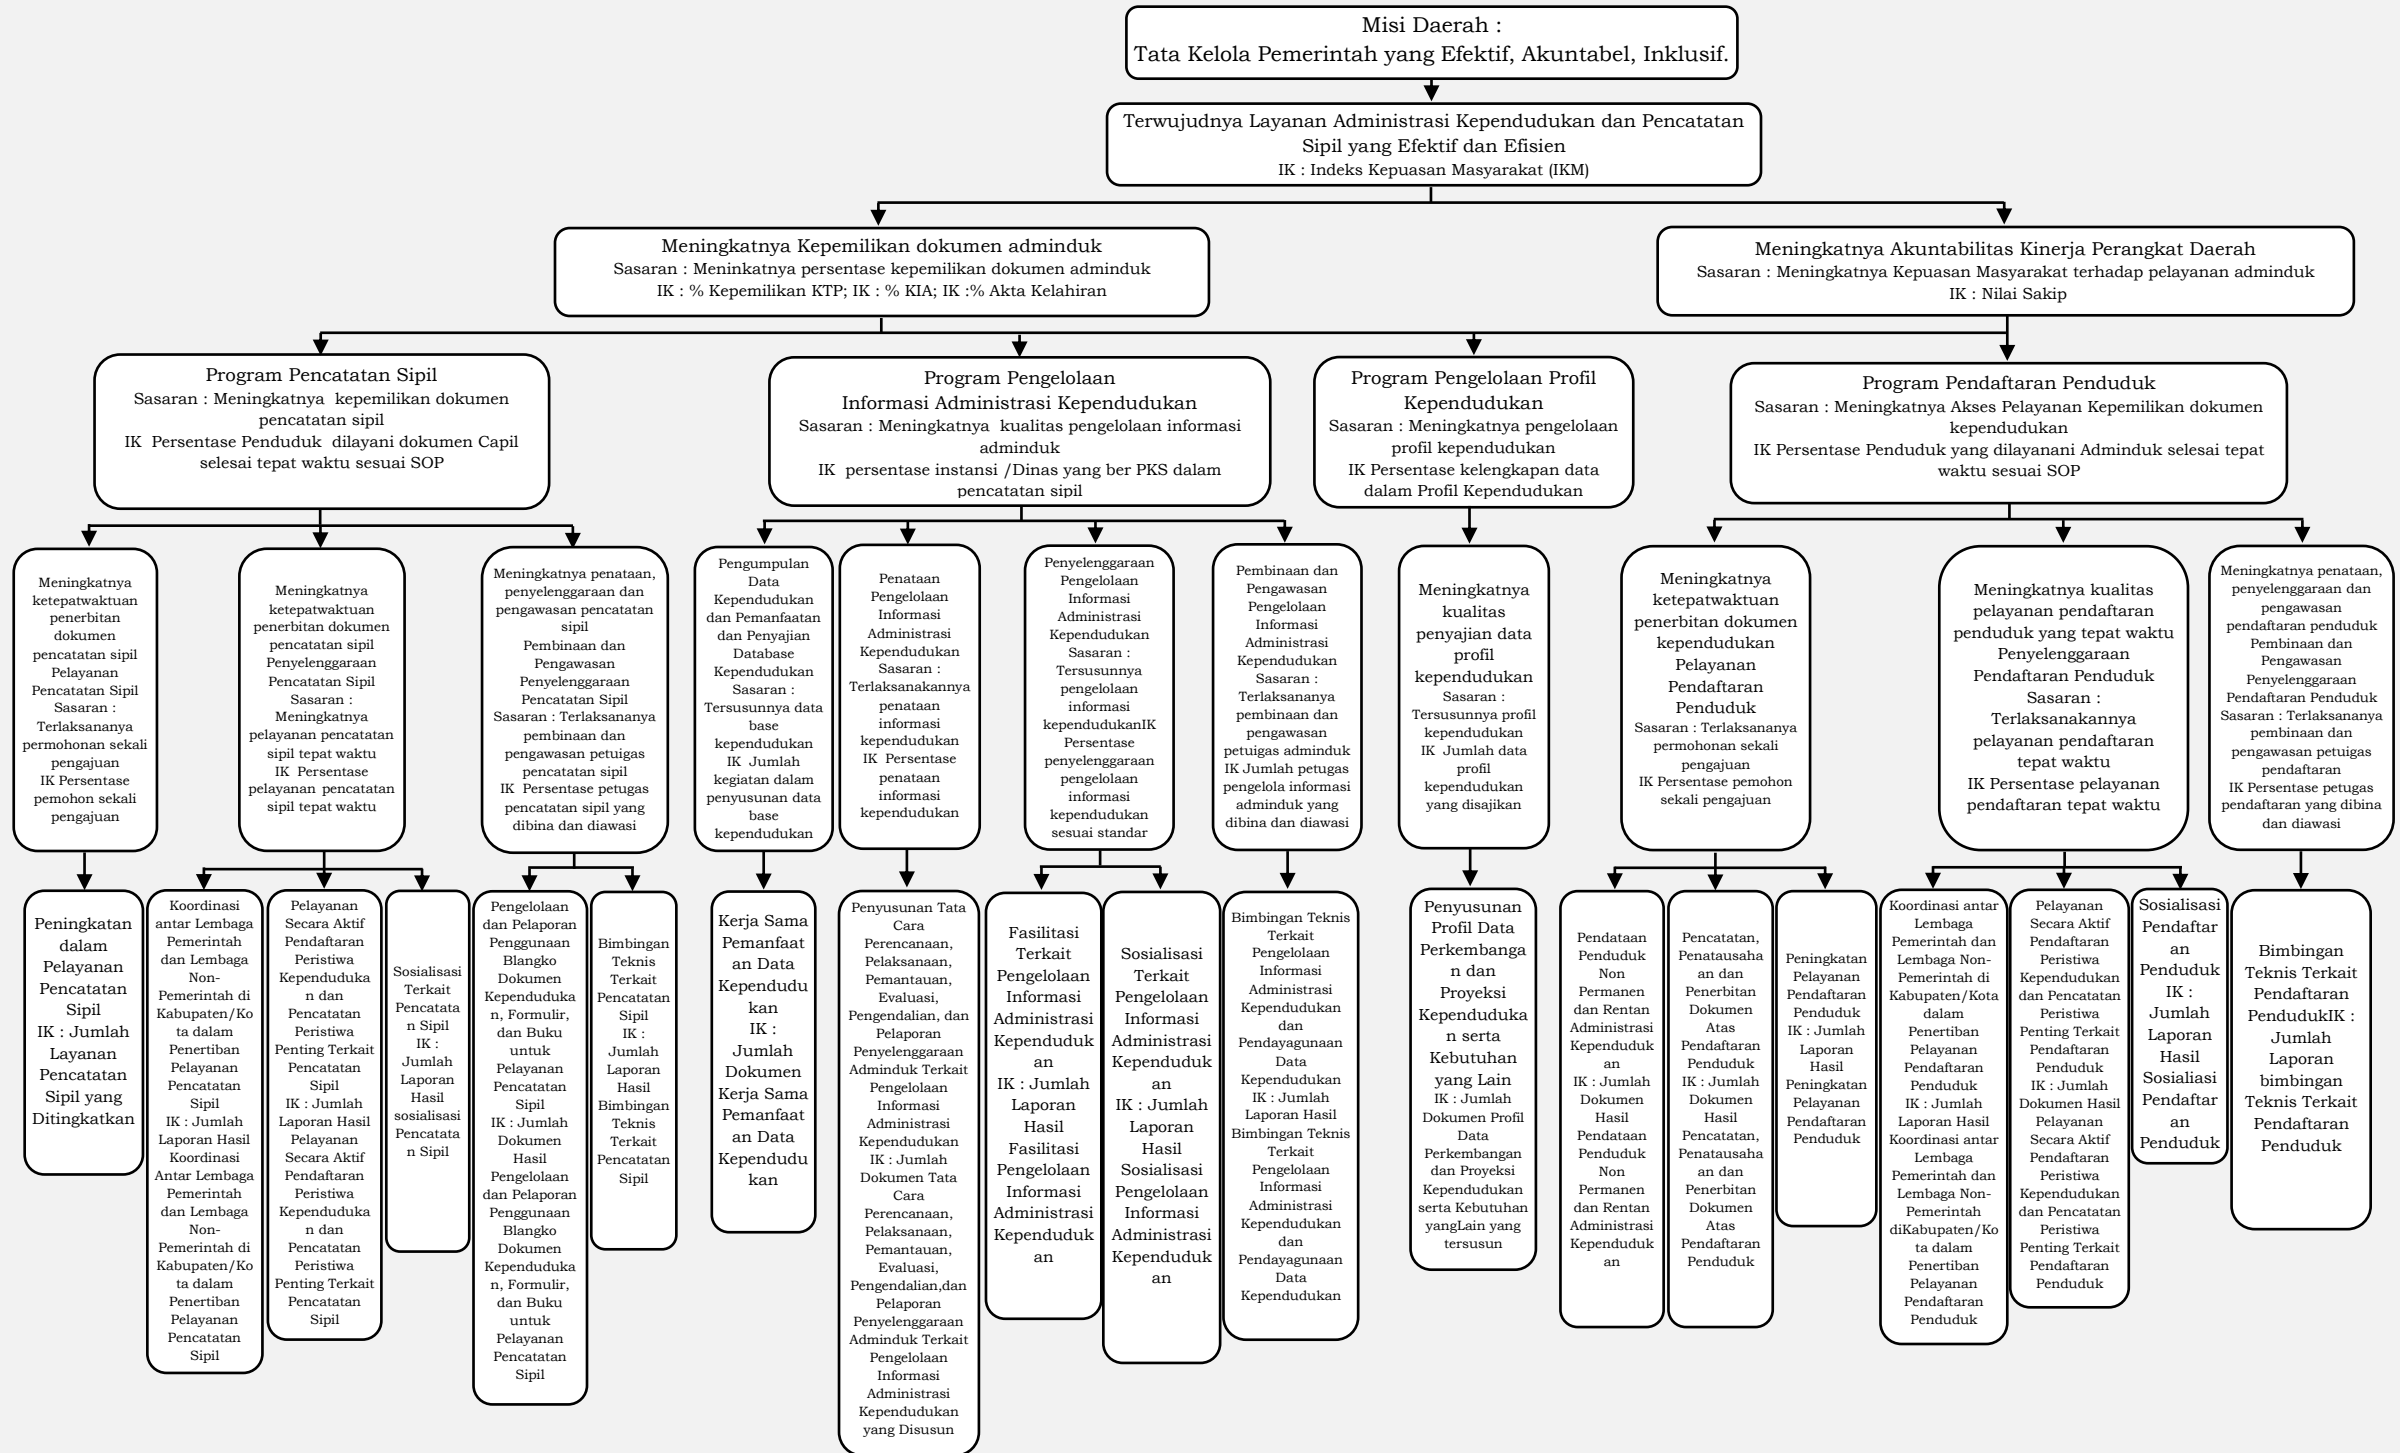 Misi Daerah :
Tata Kelola Pemerintah yang Efektif, Akuntabel, Inklusif.
Terwujudnya Layanan Administrasi Kependudukan dan Pencatatan
Sipil yang Efektif dan Efisien
IK : Indeks Kepuasan Masyarakat (IKM)
Meningkatnya Kepemilikan dokumen adminduk
Sasaran : Meninkatnya persentase kepemilikan dokumen adminduk
IK : % Kepemilikan KTP; IK : % KIA; IK :% Akta Kelahiran
Meningkatnya Akuntabilitas Kinerja Perangkat Daerah
Sasaran : Meningkatnya Kepuasan Masyarakat terhadap pelayanan adminduk
IK : Nilai Sakip
Program Pencatatan Sipil
Sasaran : Meningkatnya  kepemilikan dokumen
pencatatan sipil
IK  Persentase Penduduk  dilayani dokumen Capil
selesai tepat waktu sesuai SOP
Program Pengelolaan
Informasi Administrasi Kependudukan
Sasaran : Meningkatnya  kualitas pengelolaan informasi
adminduk
IK  persentase instansi /Dinas yang ber PKS dalam
pencatatan sipil
Program Pengelolaan Profil
Kependudukan
Sasaran : Meningkatnya pengelolaan
profil kependudukan
IK Persentase kelengkapan data
dalam Profil Kependudukan
Program Pendaftaran Penduduk
Sasaran : Meningkatnya Akses Pelayanan Kepemilikan dokumen
kependudukan
IK Persentase Penduduk yang dilayanani Adminduk selesai tepat
waktu sesuai SOP
Meningkatnya
ketepatwaktuan
penerbitan
dokumen
pencatatan sipil
Pelayanan
Pencatatan Sipil
Sasaran :
Terlaksananya
permohonan sekali
pengajuan
IK Persentase
pemohon sekali
pengajuan
Meningkatnya
ketepatwaktuan
penerbitan dokumen
pencatatan sipil
Penyelenggaraan
Pencatatan Sipil
Sasaran :
Meningkatnya
pelayanan pencatatan
sipil tepat waktu
IK  Persentase
pelayanan  pencatatan
sipil tepat waktu
Meningkatnya penataan,
penyelenggaraan dan
pengawasan pencatatan
sipil
Pembinaan dan
Pengawasan
Penyelenggaraan
Pencatatan Sipil
Sasaran : Terlaksananya
pembinaan dan
pengawasan petuigas
pencatatan sipil
IK  Persentase petugas
pencatatan sipil yang
dibina dan diawasi
Pengumpulan
Data
Kependudukan
dan Pemanfaatan
dan Penyajian
Database
Kependudukan
Sasaran :
Tersusunnya data
base
kependudukan
IK  Jumlah
kegiatan dalam
penyusunan data
base
kependudukan
Penataan
Pengelolaan
Informasi
Administrasi
Kependudukan
Sasaran :
Terlaksanakannya
penataan
informasi
kependudukan
IK  Persentase
penataan
informasi
kependudukan
Penyelenggaraan
Pengelolaan
Informasi
Administrasi
Kependudukan
Sasaran :
Tersusunnya
pengelolaan
informasi
kependudukanIK
Persentase
penyelenggaraan
pengelolaan
informasi
kependudukan
sesuai standar
Pembinaan dan
Pengawasan
Pengelolaan
Informasi
Administrasi
Kependudukan
Sasaran :
Terlaksananya
pembinaan dan
pengawasan
petuigas adminduk
IK Jumlah petugas
pengelola informasi
adminduk yang
dibina dan diawasi
Meningkatnya
kualitas
penyajian data
profil
kependudukan
Sasaran :
Tersusunnya profil
kependudukan
IK  Jumlah data
profil
kependudukan
yang disajikan
Meningkatnya
ketepatwaktuan
penerbitan dokumen
kependudukan
Pelayanan
Pendaftaran
Penduduk
Sasaran : Terlaksananya
permohonan sekali
pengajuan
IK Persentase pemohon
sekali pengajuan
Meningkatnya kualitas
pelayanan pendaftaran
penduduk yang tepat waktu
Penyelenggaraan
Pendaftaran Penduduk
Sasaran :
Terlaksanakannya
pelayanan pendaftaran
tepat waktu
IK Persentase pelayanan
pendaftaran tepat waktu
Meningkatnya penataan,
penyelenggaraan dan
pengawasan
pendaftaran penduduk
Pembinaan dan
Pengawasan
Penyelenggaraan
Pendaftaran Penduduk
Sasaran : Terlaksananya
pembinaan dan
pengawasan petuigas
pendaftaran
IK Persentase petugas
pendaftaran yang dibina
dan diawasi
Peningkatan
dalam
Pelayanan
Pencatatan
Sipil
IK : Jumlah
Layanan
Pencatatan
Sipil yang
Ditingkatkan
Koordinasi
antar Lembaga
Pemerintah
dan Lembaga
Non-
Pemerintah di
Kabupaten/Ko
ta dalam
Penertiban
Pelayanan
Pencatatan
Sipil
IK : Jumlah
Laporan Hasil
Koordinasi
Antar Lembaga
Pemerintah
dan Lembaga
Non-
Pemerintah di
Kabupaten/Ko
ta dalam
Penertiban
Pelayanan
Pencatatan
Sipil
Pelayanan
Secara Aktif
Pendaftaran
Peristiwa
Kependuduka
n dan
Pencatatan
Peristiwa
Penting Terkait
Pencatatan
Sipil
IK : Jumlah
Laporan Hasil
Pelayanan
Secara Aktif
Pendaftaran
Peristiwa
Kependuduka
n dan
Pencatatan
Peristiwa
Penting Terkait
Pencatatan
Sipil
Sosialisasi
Terkait
Pencatata
n Sipil
IK :
Jumlah
Laporan
Hasil
sosialisasi
Pencatata
n Sipil
Pengelolaan
dan Pelaporan
Penggunaan
Blangko
Dokumen
Kependuduka
n, Formulir,
dan Buku
untuk
Pelayanan
Pencatatan
Sipil
IK : Jumlah
Dokumen
Hasil
Pengelolaan
dan Pelaporan
Penggunaan
Blangko
Dokumen
Kependuduka
n, Formulir,
dan Buku
untuk
Pelayanan
Pencatatan
Sipil
Bimbingan
Teknis
Terkait
Pencatatan
Sipil
IK :
Jumlah
Laporan
Hasil
Bimbingan
Teknis
Terkait
Pencatatan
Sipil
Kerja Sama
Pemanfaat
an Data
Kependudu
kan
IK :
Jumlah
Dokumen
Kerja Sama
Pemanfaat
an Data
Kependudu
kan
Penyusunan Tata
Cara
Perencanaan,
Pelaksanaan,
Pemantauan,
Evaluasi,
Pengendalian, dan
Pelaporan
Penyelenggaraan
Adminduk Terkait
Pengelolaan
Informasi
Administrasi
Kependudukan
IK : Jumlah
Dokumen Tata
Cara
Perencanaan,
Pelaksanaan,
Pemantauan,
Evaluasi,
Pengendalian,dan
Pelaporan
Penyelenggaraan
Adminduk Terkait
Pengelolaan
Informasi
Administrasi
Kependudukan
yang Disusun
Fasilitasi
Terkait
Pengelolaan
Informasi
Administrasi
Kependuduk
an
IK : Jumlah
Laporan
Hasil
Fasilitasi
Pengelolaan
Informasi
Administrasi
Kependuduk
an
Sosialisasi
Terkait
Pengelolaan
Informasi
Administrasi
Kependuduk
an
IK : Jumlah
Laporan
Hasil
Sosialisasi
Pengelolaan
Informasi
Administrasi
Kependuduk
an
Bimbingan Teknis
Terkait
Pengelolaan
Informasi
Administrasi
Kependudukan
dan
Pendayagunaan
Data
Kependudukan
IK : Jumlah
Laporan Hasil
Bimbingan Teknis
Terkait
Pengelolaan
Informasi
Administrasi
Kependudukan
dan
Pendayagunaan
Data
Kependudukan
Penyusunan
Profil Data
Perkembanga
n dan
Proyeksi
Kependuduka
n serta
Kebutuhan
yang Lain
IK : Jumlah
Dokumen Profil
Data
Perkembangan
dan Proyeksi
Kependudukan
serta Kebutuhan
yangLain yang
tersusun
Pendataan
Penduduk
Non
Permanen
dan Rentan
Administrasi
Kependuduk
an
IK : Jumlah
Dokumen
Hasil
Pendataan
Penduduk
Non
Permanen
dan Rentan
Administrasi
Kependuduk
an
Pencatatan,
Penatausaha
an dan
Penerbitan
Dokumen
Atas
Pendaftaran
Penduduk
IK : Jumlah
Dokumen
Hasil
Pencatatan,
Penatausaha
an dan
Penerbitan
Dokumen
Atas
Pendaftaran
Penduduk
Peningkatan
Pelayanan
Pendaftaran
Penduduk
IK : Jumlah
Laporan
Hasil
Peningkatan
Pelayanan
Pendaftaran
Penduduk
Koordinasi antar
Lembaga
Pemerintah dan
Lembaga Non-
Pemerintah di
Kabupaten/Kota
dalam
Penertiban
Pelayanan
Pendaftaran
Penduduk
IK : Jumlah
Laporan Hasil
Koordinasi antar
Lembaga
Pemerintah dan
Lembaga Non-
Pemerintah
diKabupaten/Ko
ta dalam
Penertiban
Pelayanan
Pendaftaran
Penduduk
Pelayanan
Secara Aktif
Pendaftaran
Peristiwa
Kependudukan
dan Pencatatan
Peristiwa
Penting Terkait
Pendaftaran
Penduduk
IK : Jumlah
Dokumen Hasil
Pelayanan
Secara Aktif
Pendaftaran
Peristiwa
Kependudukan
dan Pencatatan
Peristiwa
Penting Terkait
Pendaftaran
Penduduk
Sosialisasi
Pendaftar
an
Penduduk
IK :
Jumlah
Laporan
Hasil
Sosialiasi
Pendaftar
an
Penduduk
Bimbingan
Teknis Terkait
Pendaftaran
PendudukIK :
Jumlah
Laporan
bimbingan
Teknis Terkait
Pendaftaran
Penduduk